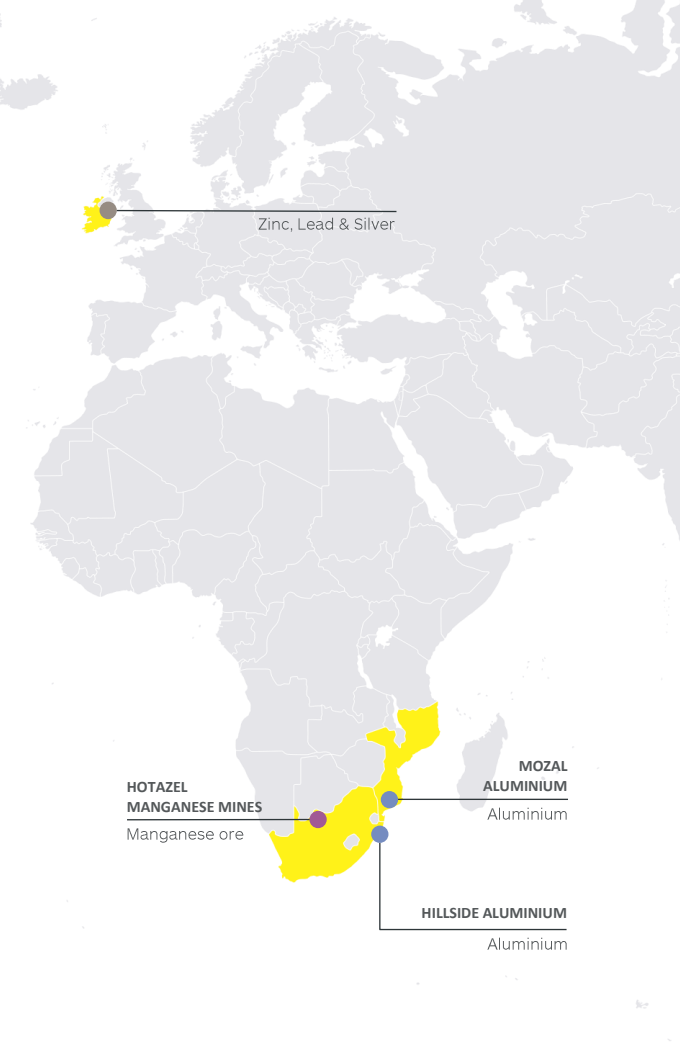 Zinc, Lead & Silver
MOZAL
ALUMINIUM
Aluminium
HOTAZEL
MANGANESE MINES
Manganese ore
HILLSIDE ALUMINIUM
Aluminium